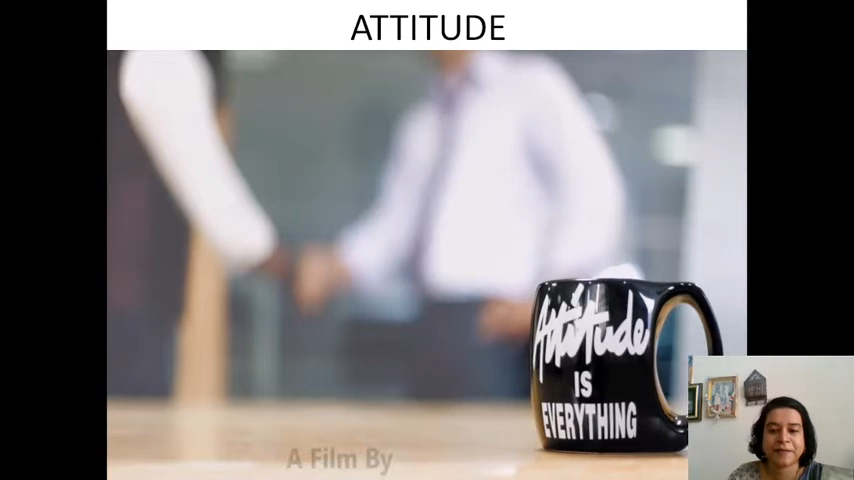 ATTITUDE
Attitude
IS
EVERYTHING
A Film By